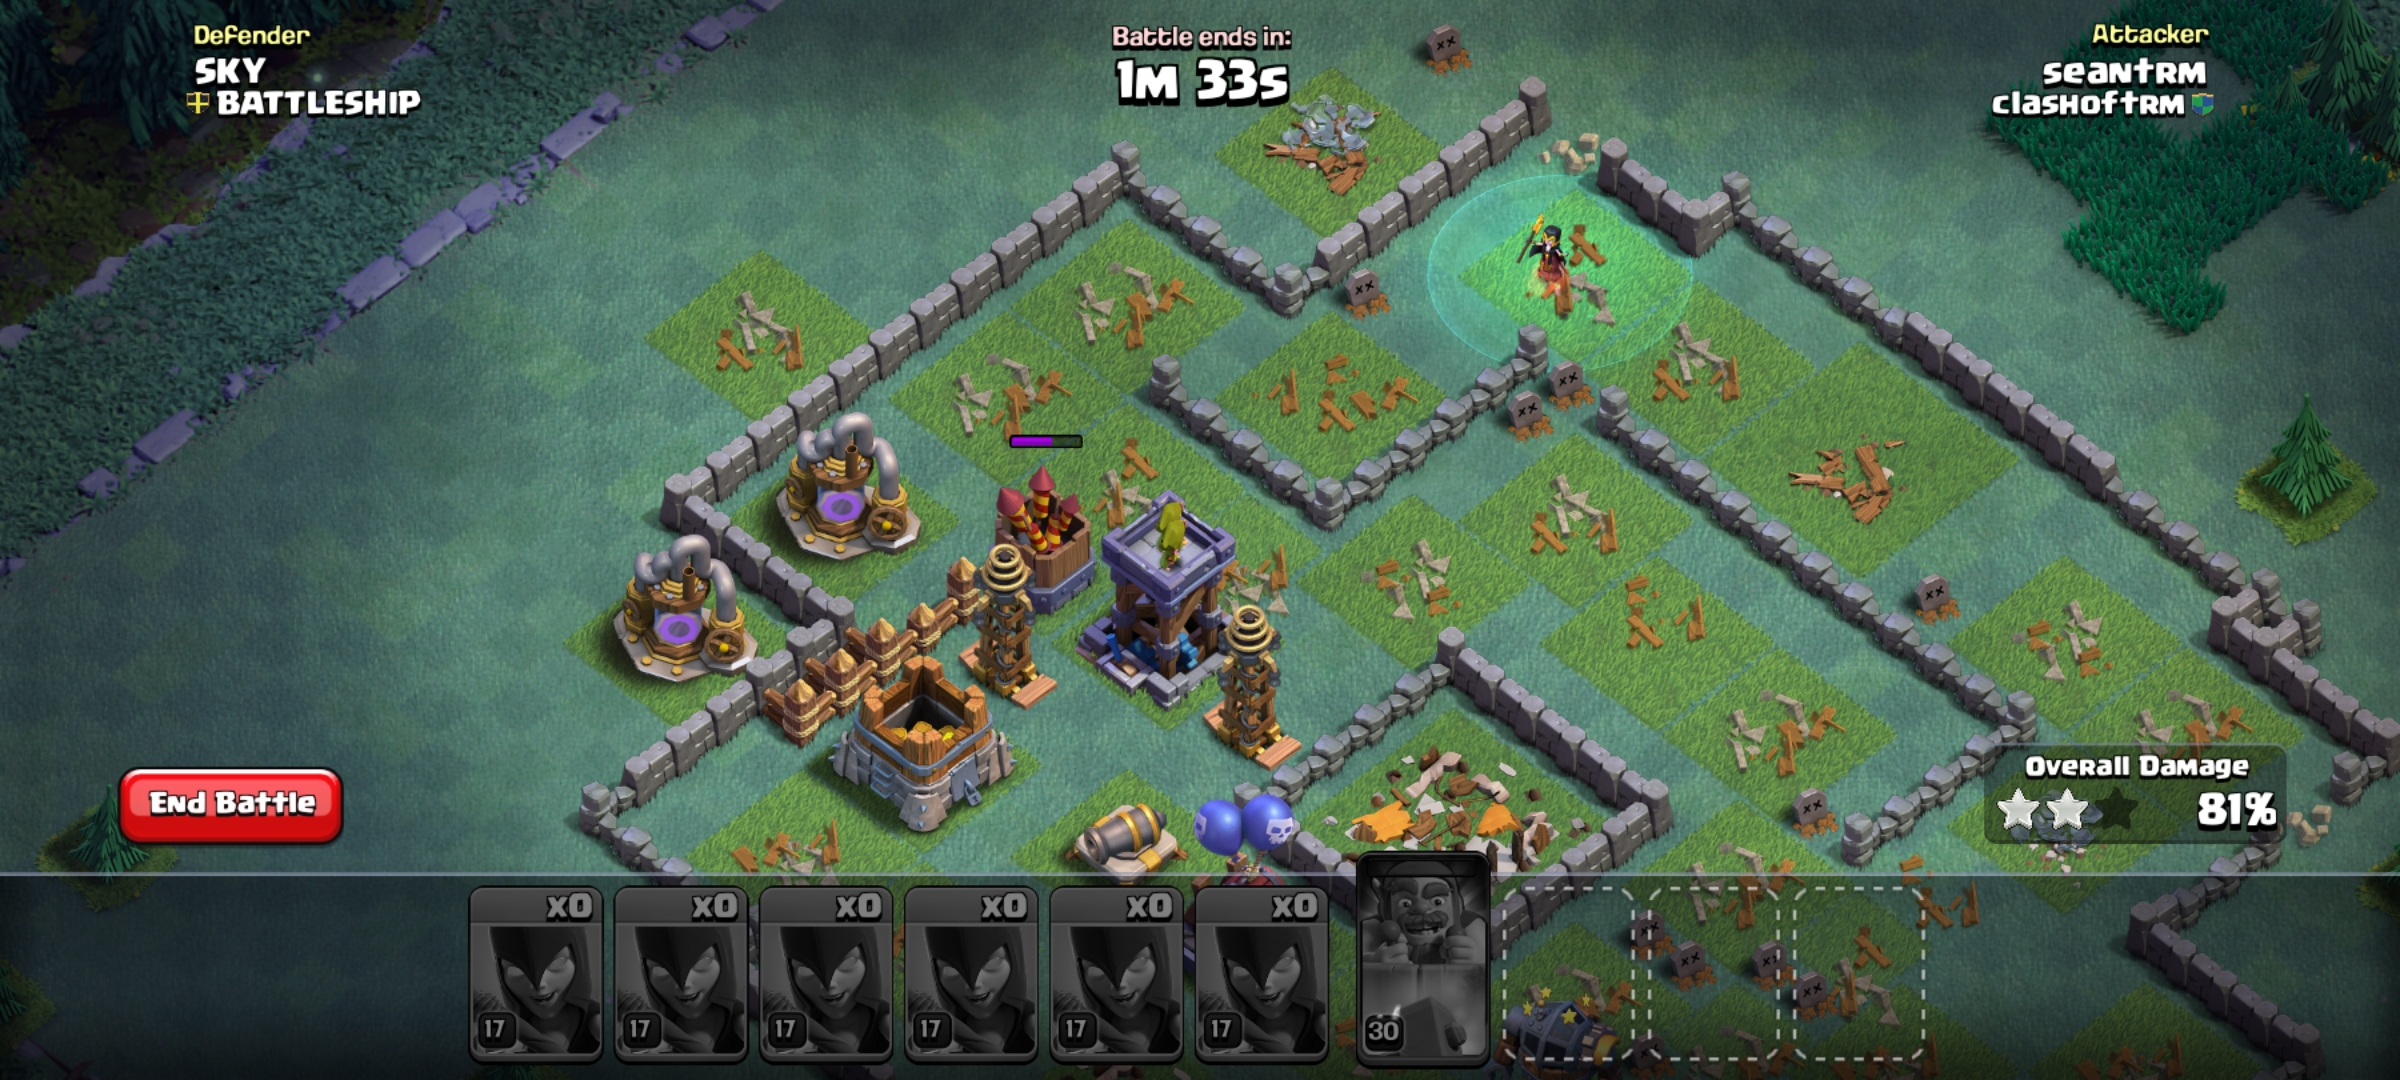 Defender
SKY
BATTLESHIP
Battle ends in:
1M 33S
Attacker
seantRM
clashoftRM
End Battle
Overall Damage
81%
x0
x0
x0
x0
x0
x0
17
17
17
17
17
17
30